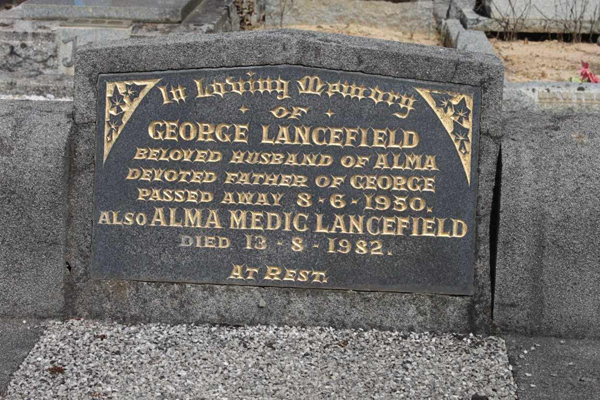 In Loving Memory
OF
GEORGE LANCEFIELD
BELOVED HUSBAND OF ALMA
DEVOTED FATHER OF GEORGE
PASSED AWAY 8-6-1950.
ALSO ALMA MEDIC LANCEFIELD
DIED 13-8-1982.
AT REST.